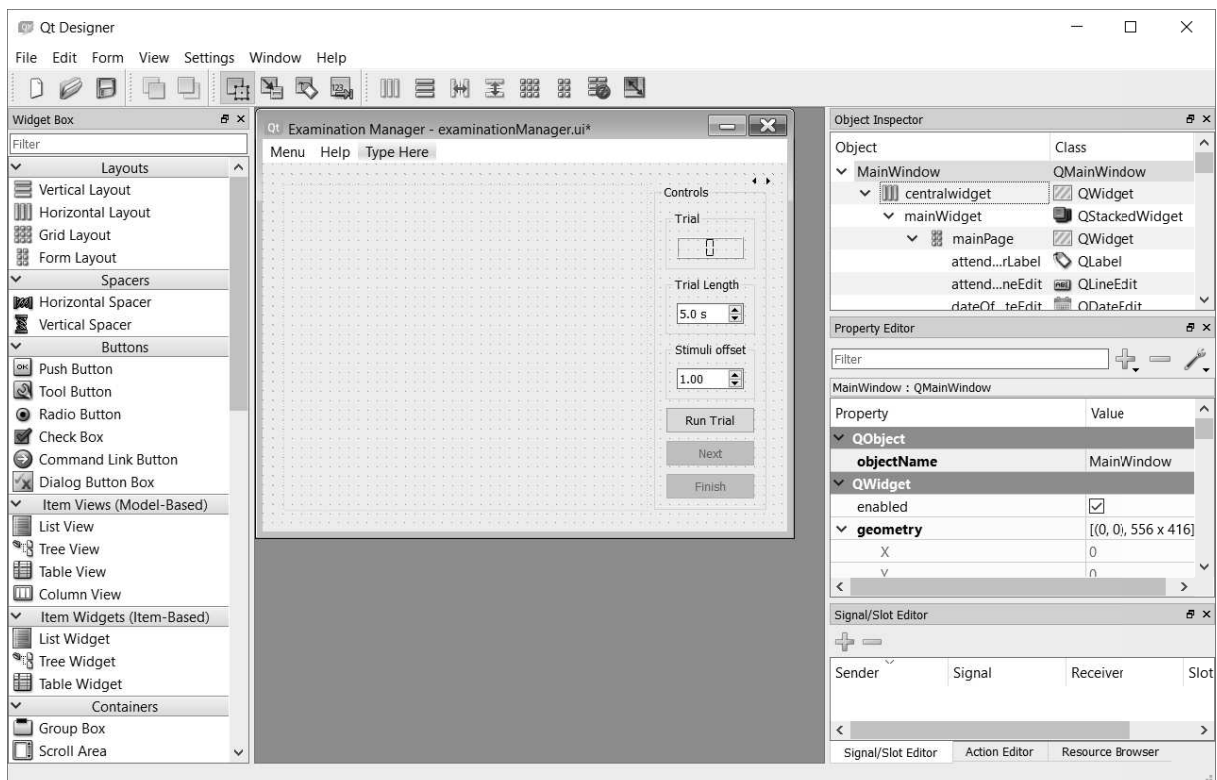 Qt Designer
File Edit Form View Settings Window Help
Widget Box
Filter
Layouts
Vertical Layout
Horizontal Layout
Grid Layout
Form Layout
Spacers
Horizontal Spacer
Vertical Spacer
Buttons
Push Button
Tool Button
Radio Button
Check Box
Command Link Button
Dialog Button Box
Item Views (Model-Based)
List View
Tree View
Table View
Column View
Item Widgets (Item-Based)
List Widget
Tree Widget
Table Widget
Containers
Group Box
Scroll Area
Examination Manager - examinationManager.ui*
Menu Help Type Here
Controls
Trial
0
Trial Length
5.0 s
Stimuli offset
1.00
Run Trial
Next
Finish
Object Inspector
Object Class
MainWindow QMainWindow
centralwidget QWidget
mainWidget QStackedWidget
mainPage QWidget
attend...rLabel QLabel
attend...neEdit QLineEdit
dateOf...teEdit QDateEdit
Property Editor
Filter
MainWindow : QMainWindow
Property Value
QObject
objectName MainWindow
QWidget
enabled
geometry [(0, 0), 556 x 416]
X 0
Y 0
Signal/Slot Editor
Sender Signal Receiver Slot
Signal/Slot Editor Action Editor Resource Browser